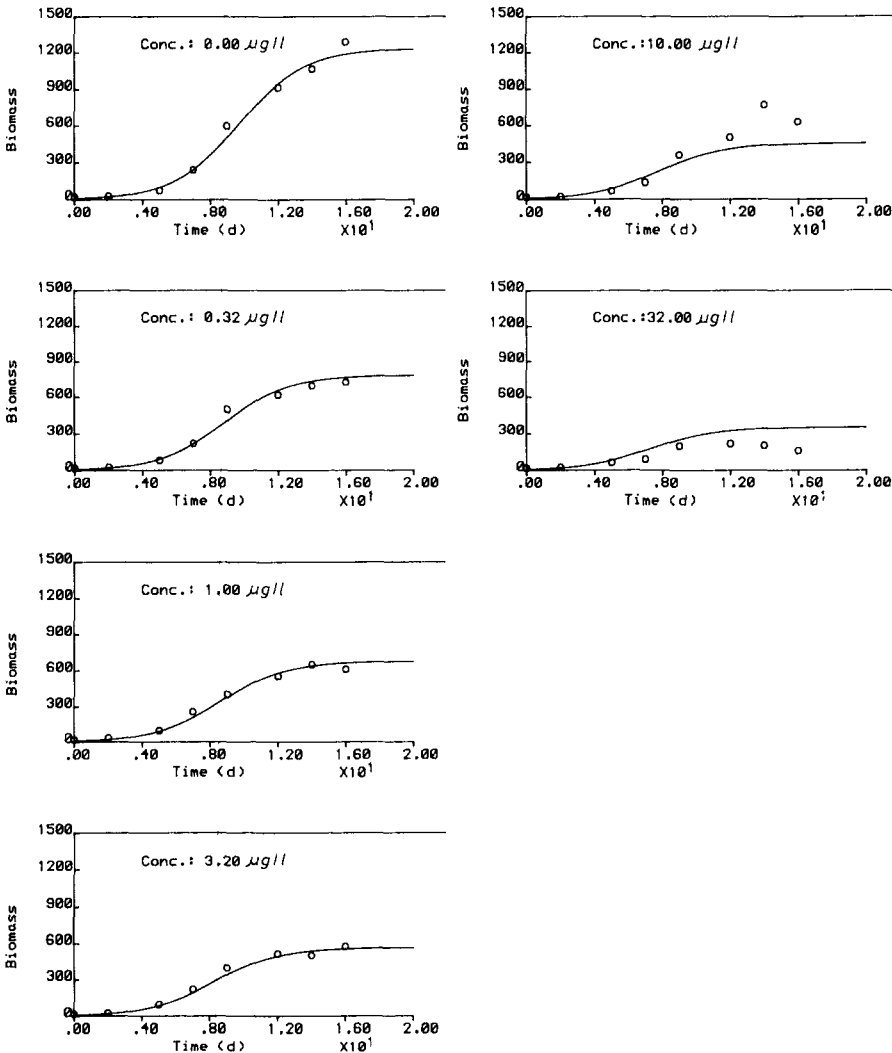 1500
1200
900
600
300
0
Biomass
Conc.: 0.00 µg/l
.00 .40 .80 1.20 1.60 2.00
Time (d) X10¹
1500
1200
900
600
300
0
Biomass
Conc.:10.00 µg/l
.00 .40 .80 1.20 1.60 2.00
Time (d) X10¹
1500
1200
900
600
300
0
Biomass
Conc.: 0.32 µg/l
.00 .40 .80 1.20 1.60 2.00
Time (d) X10¹
1500
1200
900
600
300
0
Biomass
Conc.:32.00 µg/l
.00 .40 .80 1.20 1.60 2.00
Time (d) X10¹
1500
1200
900
600
300
0
Biomass
Conc.: 1.00 µg/l
.00 .40 .80 1.20 1.60 2.00
Time (d) X10¹
1500
1200
900
600
300
0
Biomass
Conc.: 3.20 µg/l
.00 .40 .80 1.20 1.60 2.00
Time (d) X10¹